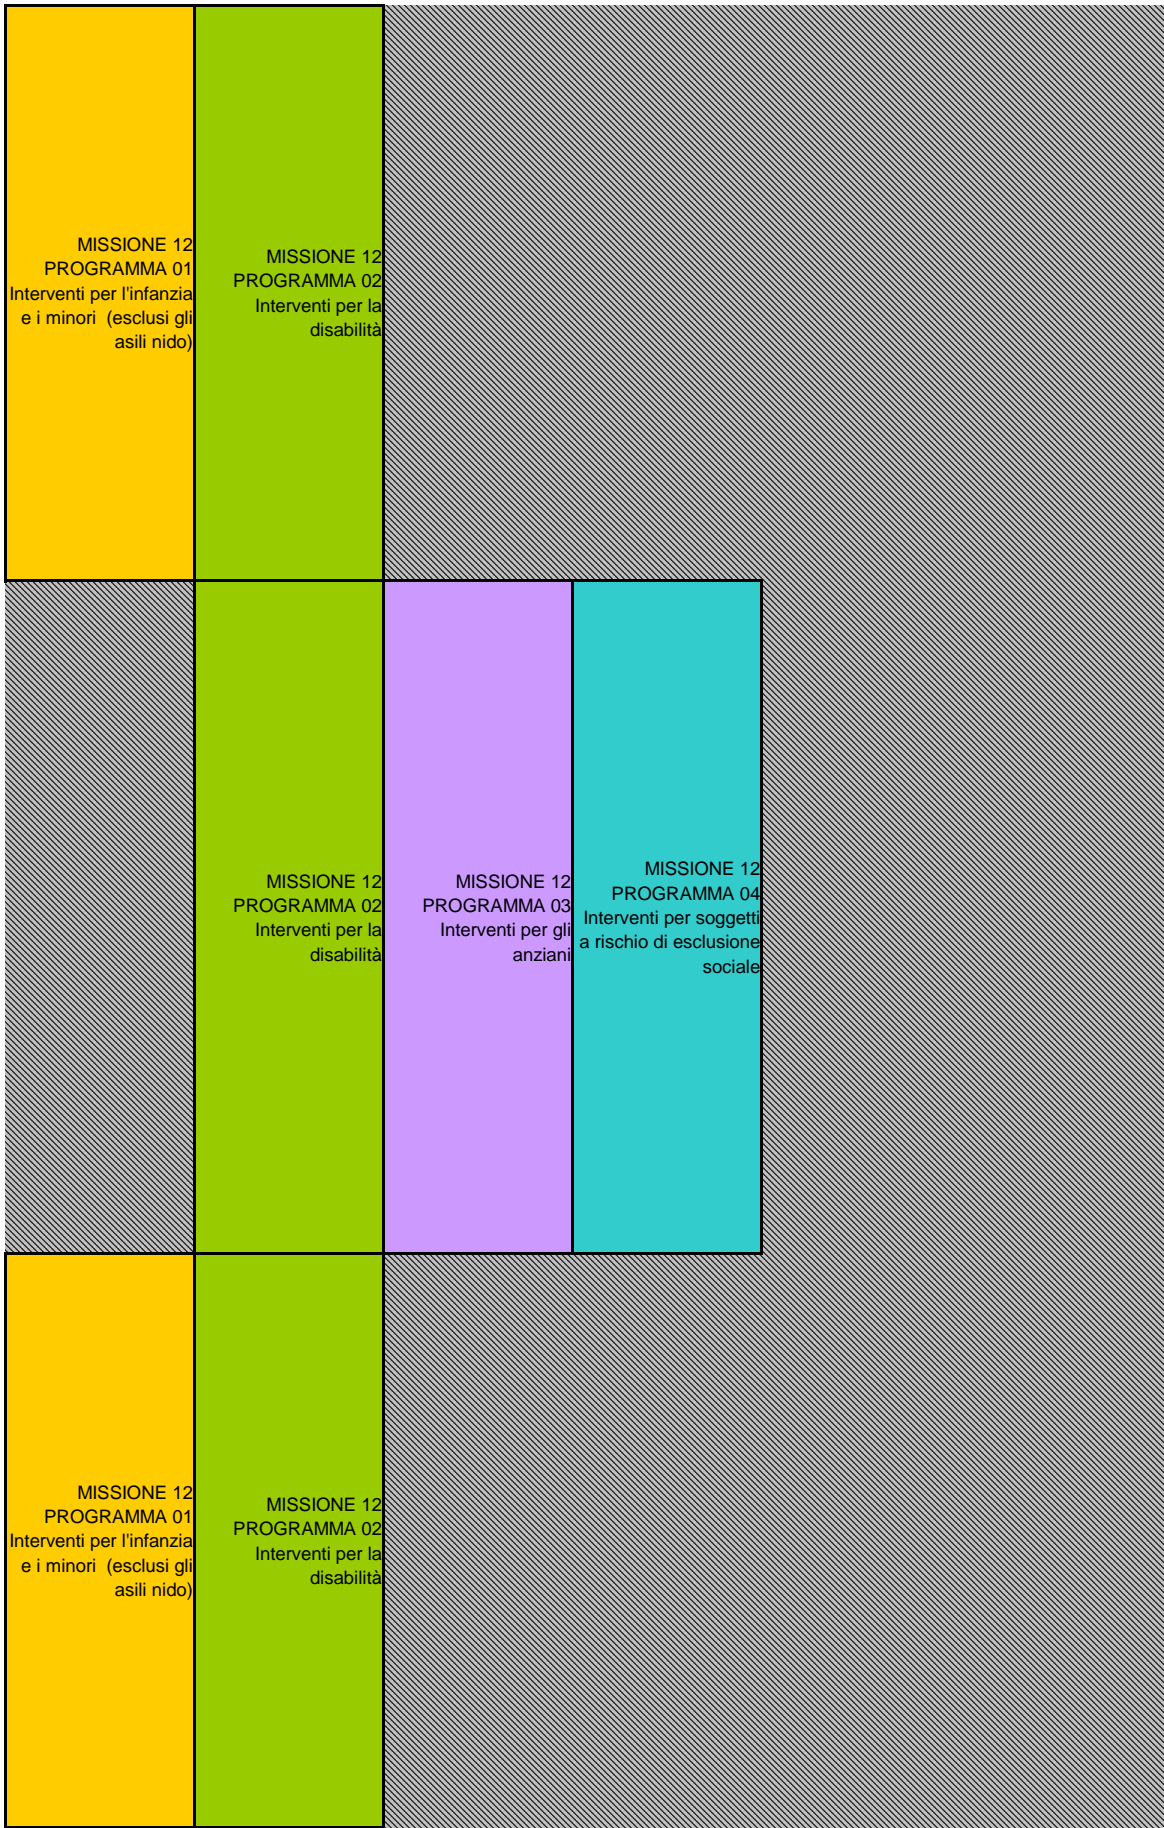 MISSIONE 12
PROGRAMMA 01
Interventi per l'infanzia
e i minori  (esclusi gli
asili nido)
MISSIONE 12
PROGRAMMA 02
Interventi per la
disabilità
MISSIONE 12
PROGRAMMA 02
Interventi per la
disabilità
MISSIONE 12
PROGRAMMA 03
Interventi per gli
anziani
MISSIONE 12
PROGRAMMA 04
Interventi per soggetti
a rischio di esclusione
sociale
MISSIONE 12
PROGRAMMA 01
Interventi per l'infanzia
e i minori  (esclusi gli
asili nido)
MISSIONE 12
PROGRAMMA 02
Interventi per la
disabilità